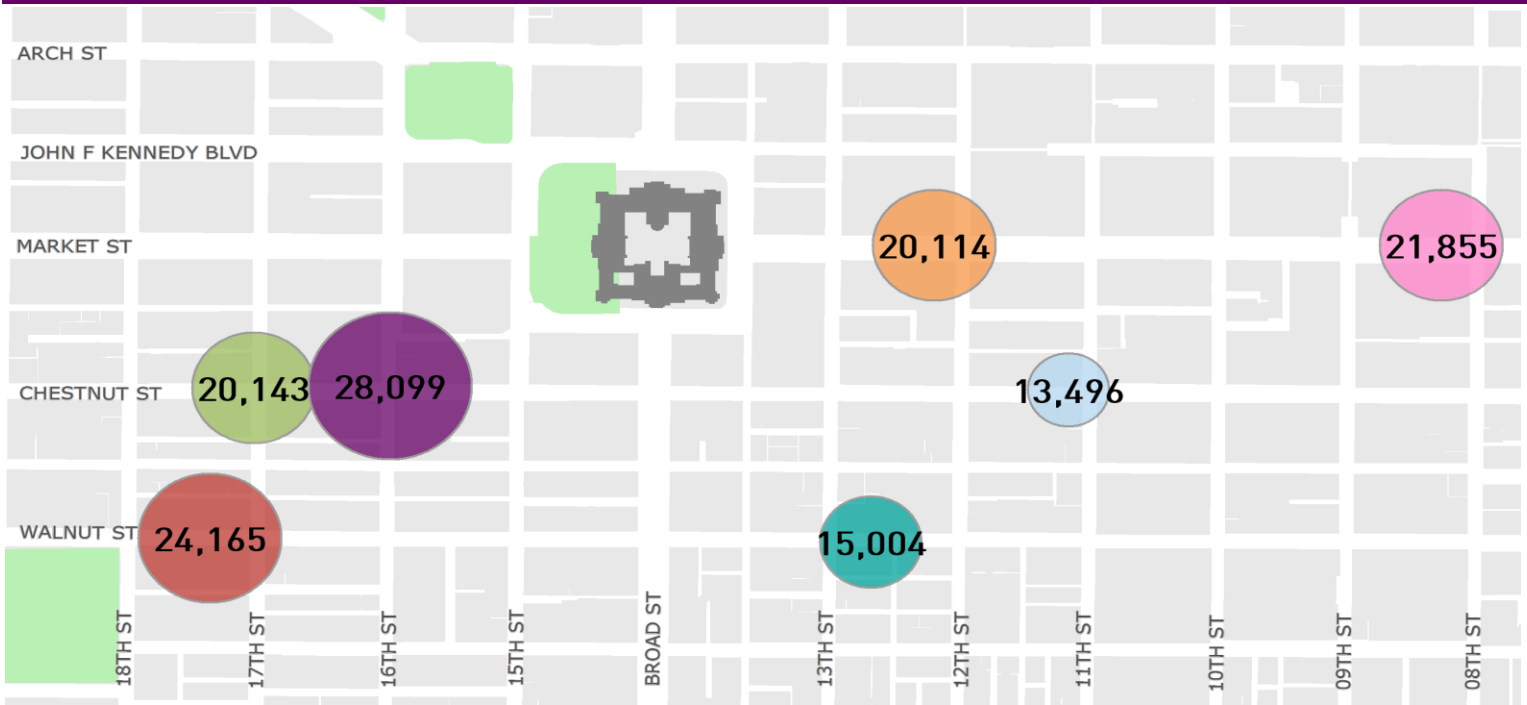 ARCH ST
JOHN F KENNEDY BLVD
MARKET ST
20,114
21,855
CHESTNUT ST
20,143
28,099
13,496
WALNUT ST
24,165
15,004
18TH ST
17TH ST
16TH ST
15TH ST
BROAD ST
13TH ST
12TH ST
11TH ST
10TH ST
09TH ST
08TH ST